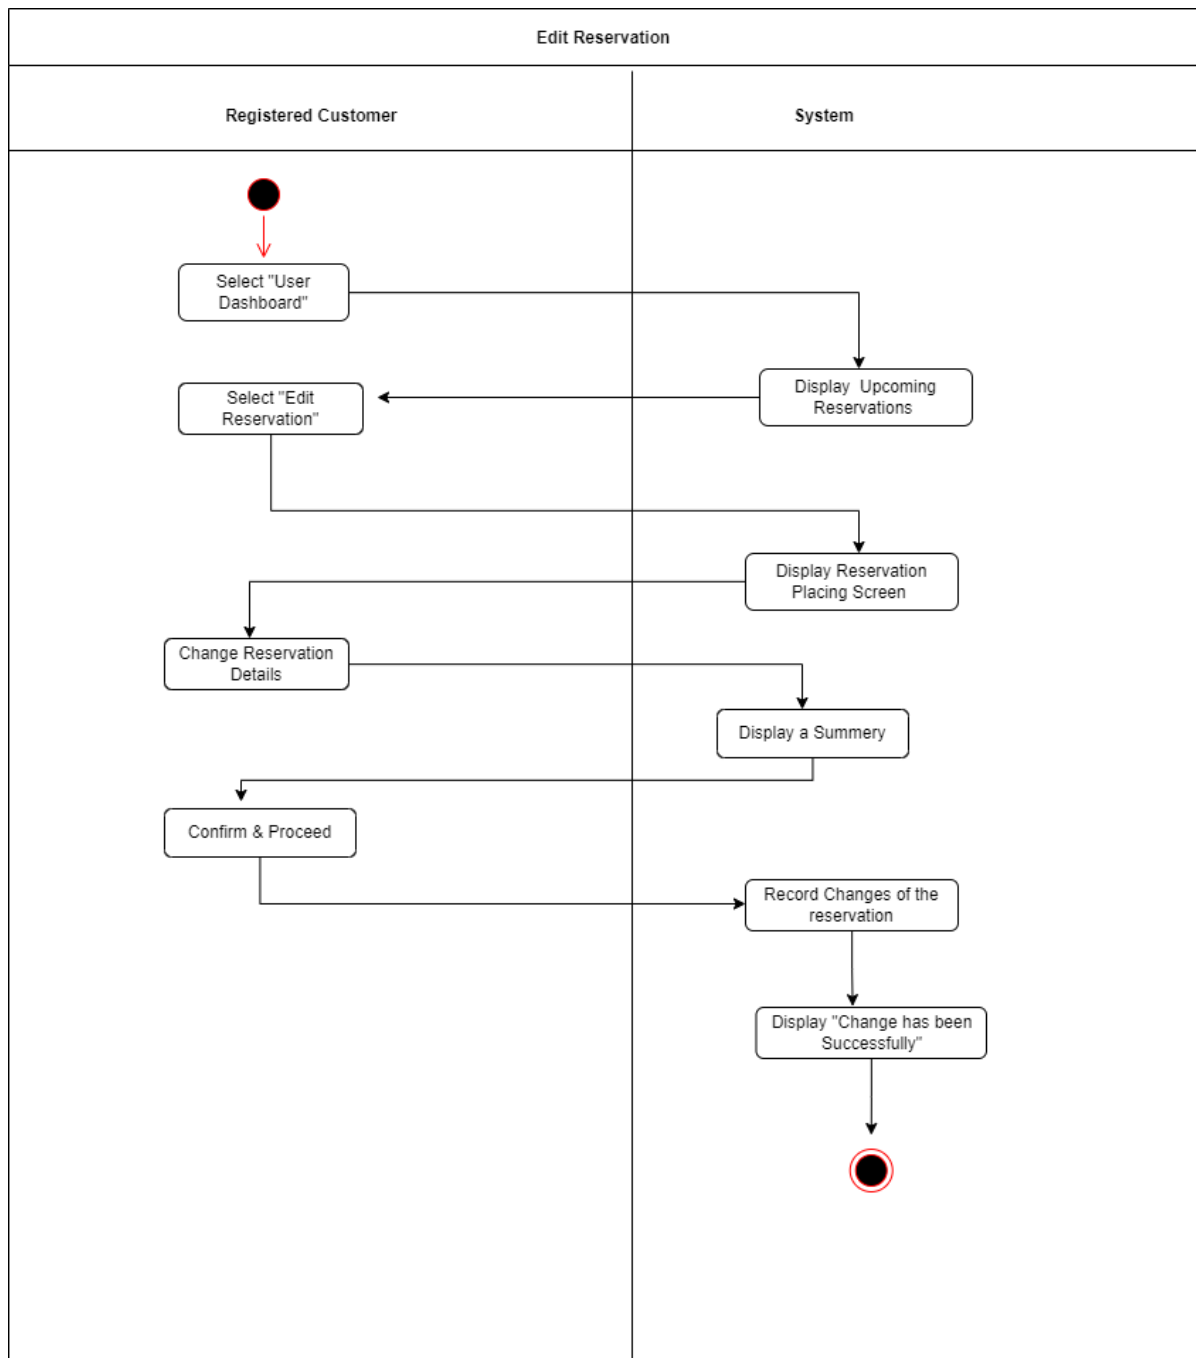 Edit Reservation
Registered Customer
System
Select "User
Dashboard"
Display  Upcoming
Reservations
Select "Edit
Reservation"
Display Reservation
Placing Screen
Change Reservation
Details
Display a Summery
Confirm & Proceed
Record Changes of the
reservation
Display "Change has been
Successfully"